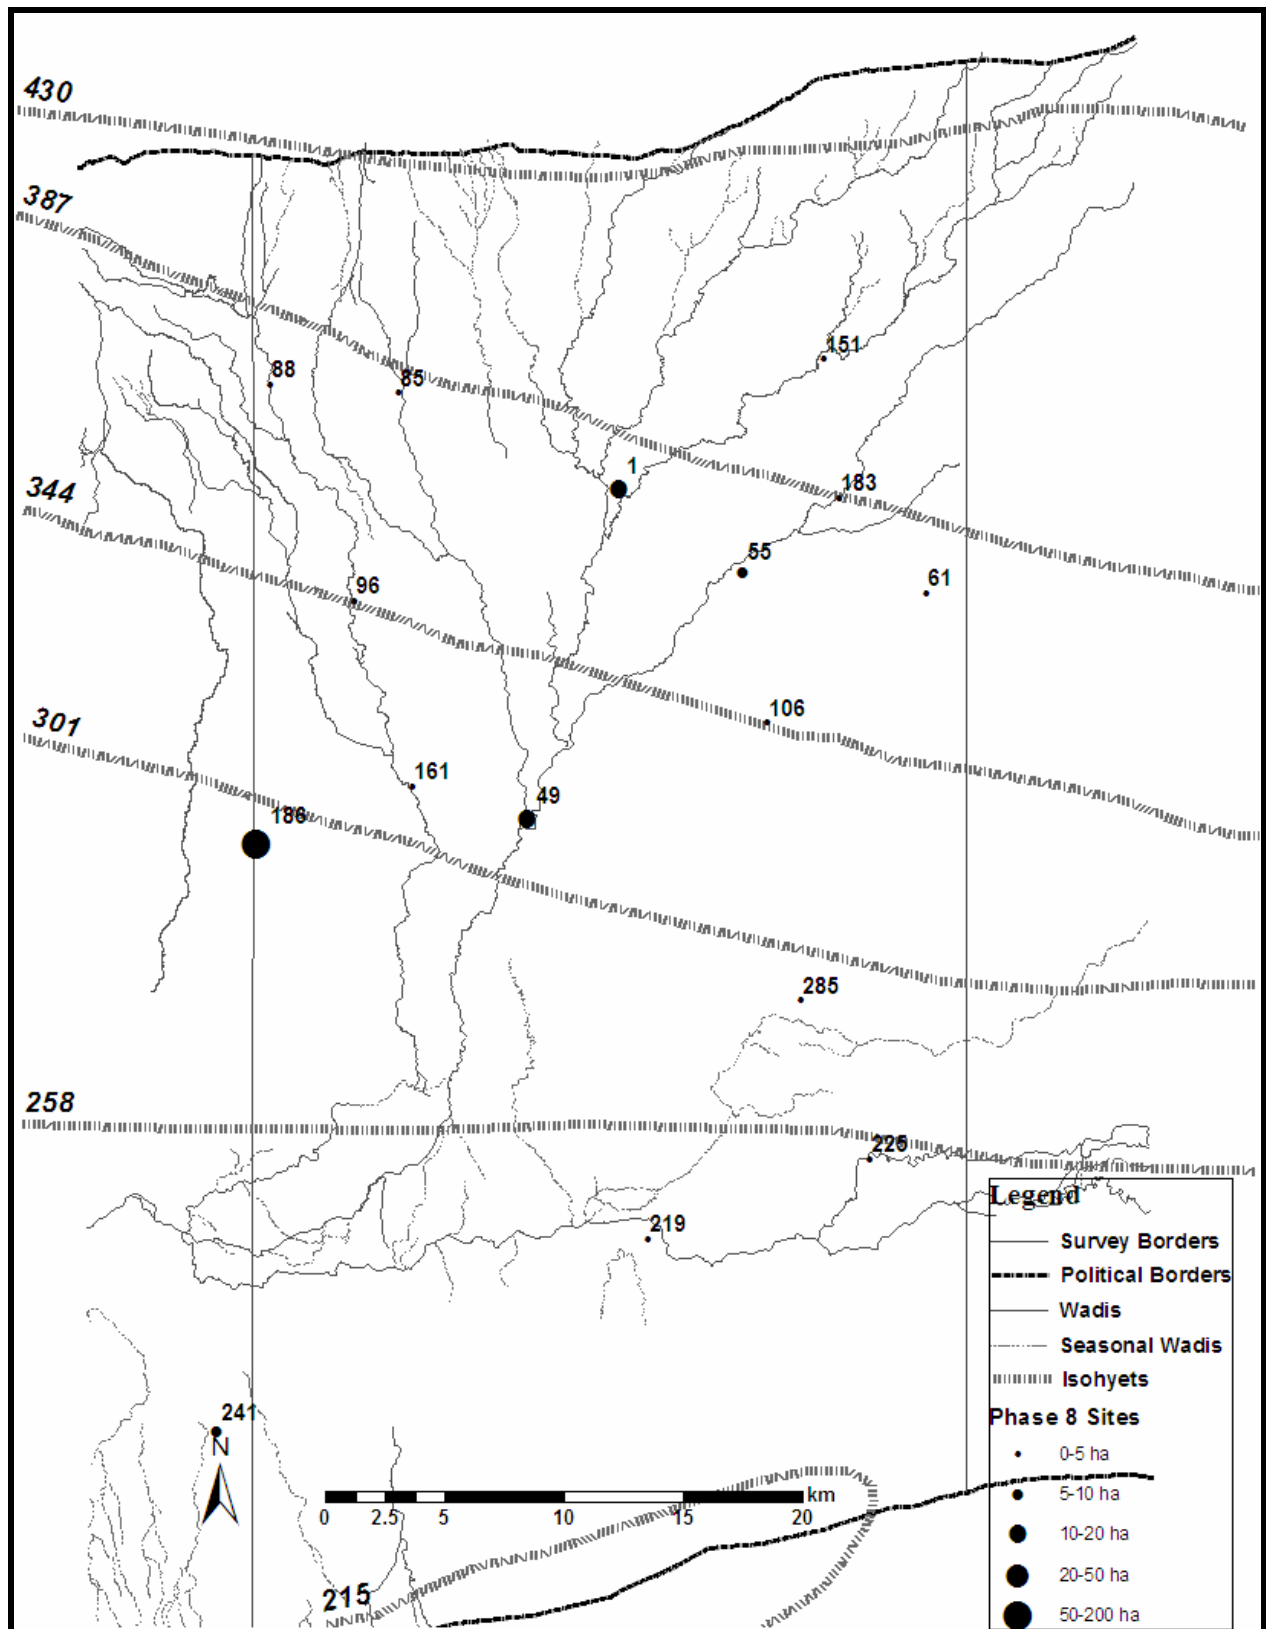 430
387
151
88
85
1
344
183
55
61
96
106
301
161
49
186
285
258
225
219
Legend
Survey Borders
Political Borders
Wadis
Seasonal Wadis
Isohyets
Phase 8 Sites
0-5 ha
5-10 ha
10-20 ha
20-50 ha
50-200 ha
241
N
km
0 2.5 5 10 15 20
215